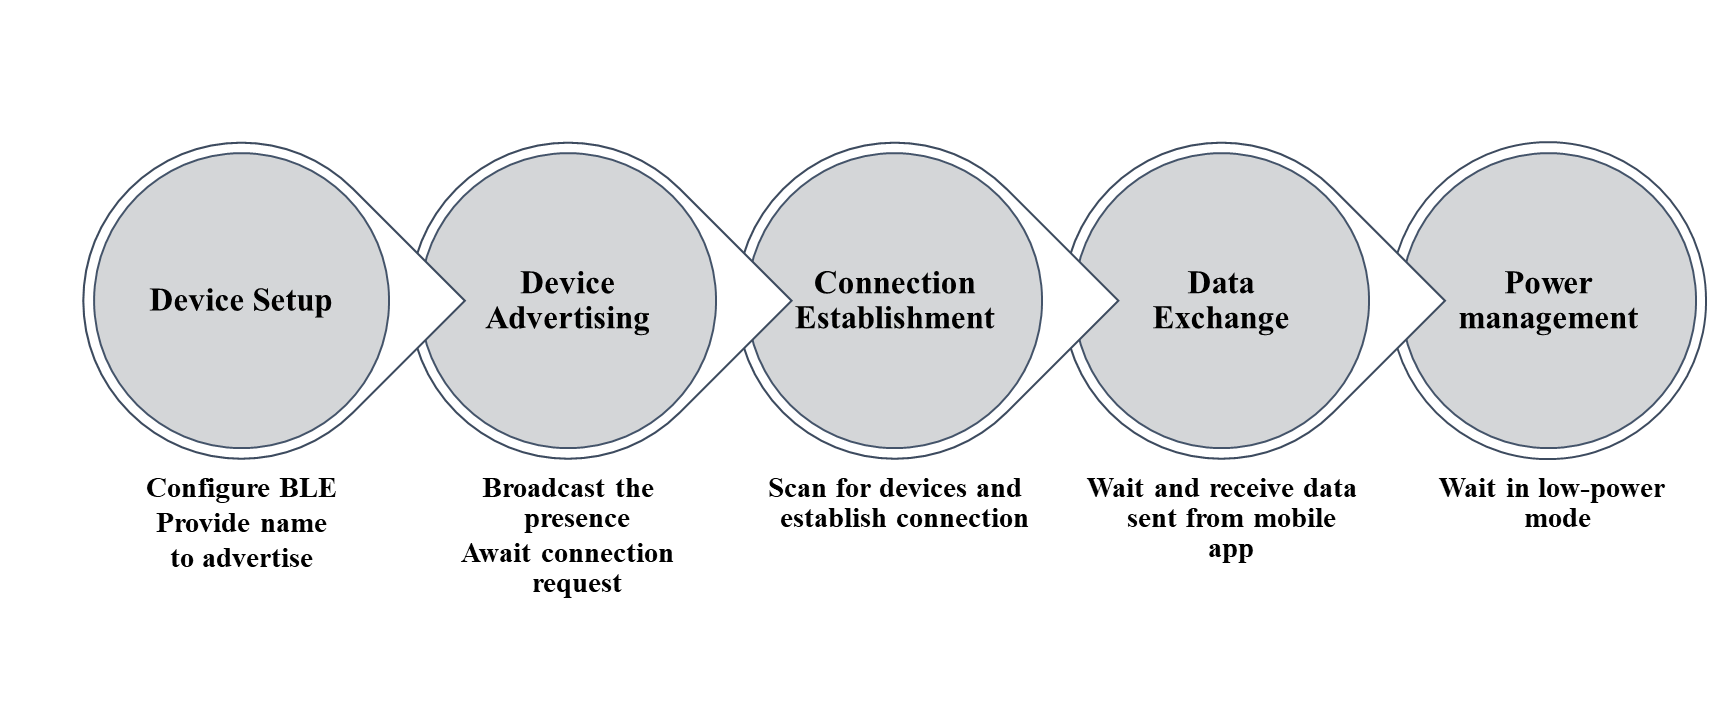 Device Setup
Device
Advertising
Connection
Establishment
Data
Exchange
Power
management
Configure BLE
Provide name
to advertise
Broadcast the
presence
Await connection
request
Scan for devices and
establish connection
Wait and receive data
sent from mobile
app
Wait in low-power
mode